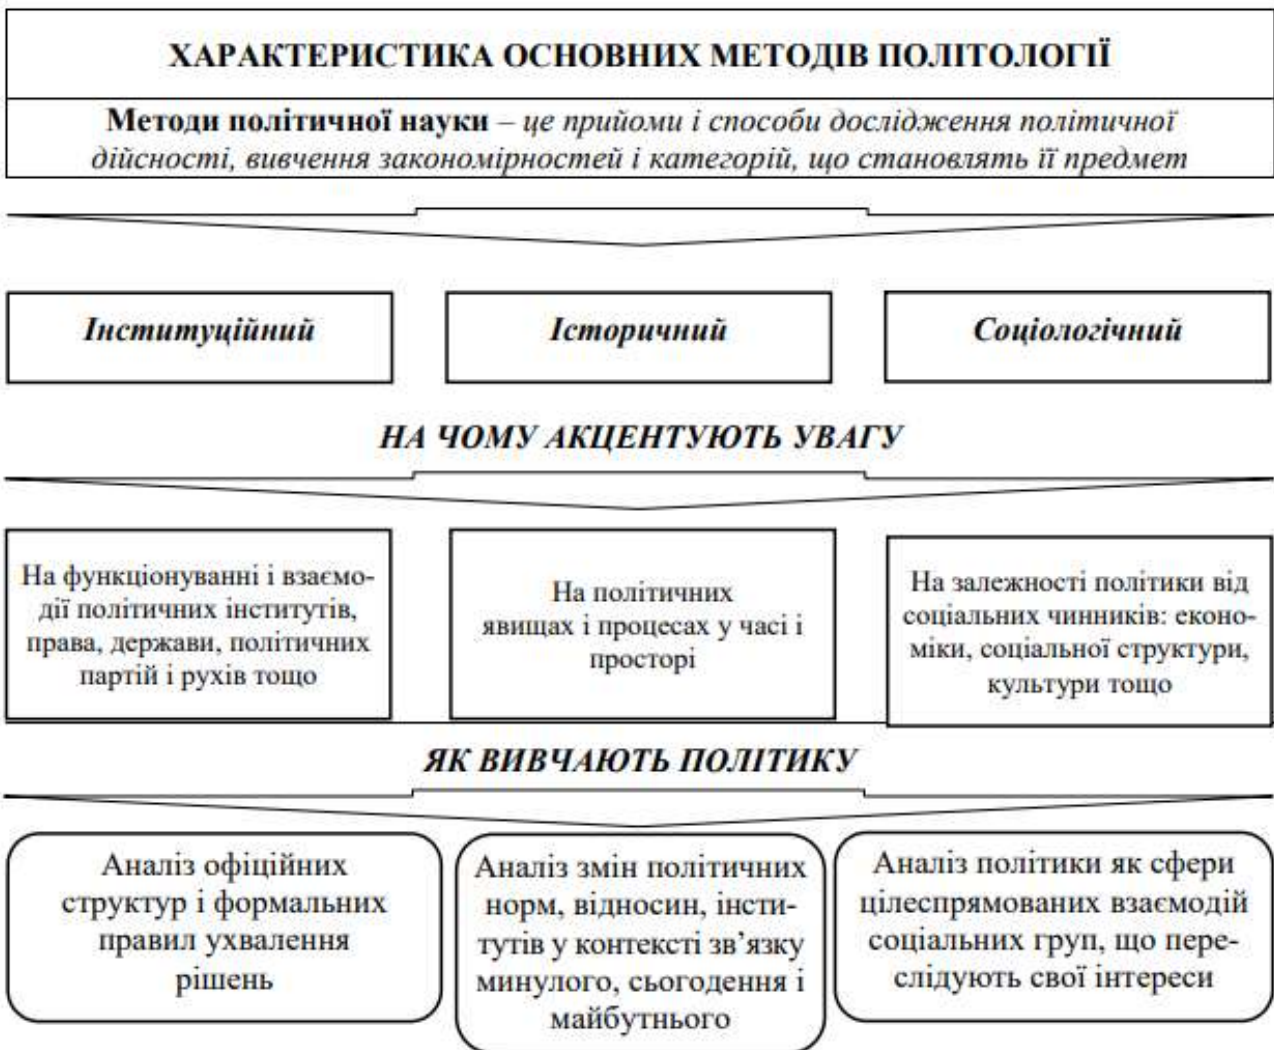 ХАРАКТЕРИСТИКА ОСНОВНИХ МЕТОДІВ ПОЛІТОЛОГІЇ
Методи політичної науки – це прийоми і способи дослідження політичної
дійсності, вивчення закономірностей і категорій, що становлять її предмет
Інституційний
Історичний
Соціологічний
НА ЧОМУ АКЦЕНТУЮТЬ УВАГУ
На функціонуванні і взаємо-
дії політичних інститутів,
права, держави, політичних
партій і рухів тощо
На політичних
явищах і процесах у часі і
просторі
На залежності політики від
соціальних чинників: еконо-
міки, соціальної структури,
культури тощо
ЯК ВИВЧАЮТЬ ПОЛІТИКУ
Аналіз офіційних
структур і формальних
правил ухвалення
рішень
Аналіз змін політичних
норм, відносин, інсти-
тутів у контексті зв’язку
минулого, сьогодення і
майбутнього
Аналіз політики як сфери
цілеспрямованих взаємодій
соціальних груп, що пере-
слідують свої інтереси